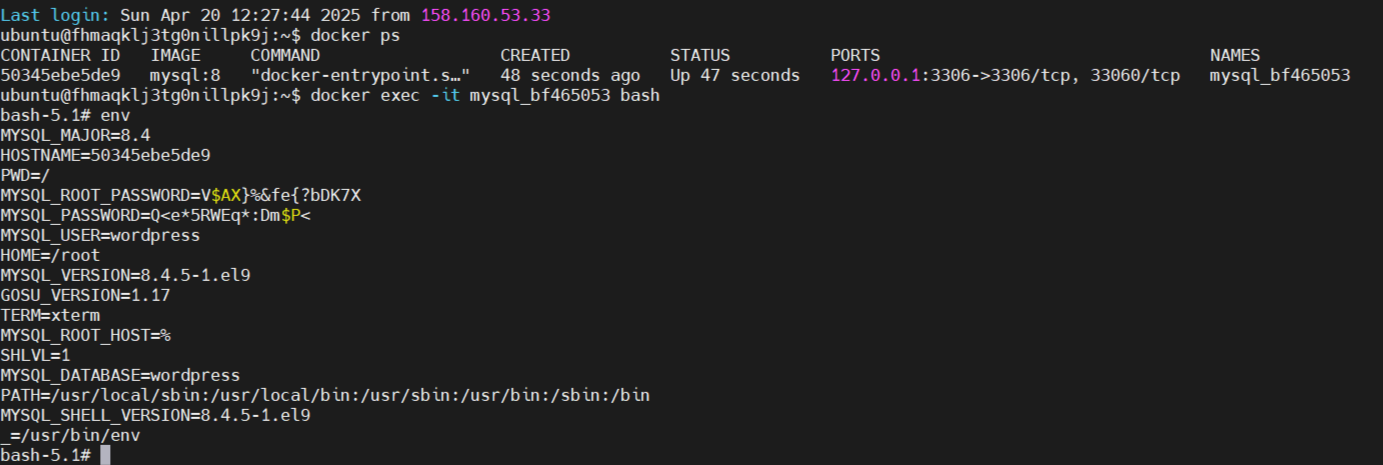 Last login: Sun Apr 20 12:27:44 2025 from 158.160.53.33
ubuntu@fhmaqklj3tg0nillpk9j:~$ docker ps
CONTAINER ID   IMAGE     COMMAND                  CREATED          STATUS          PORTS                                 NAMES
50345ebe5de9   mysql:8   "docker-entrypoint.s…"   48 seconds ago   Up 47 seconds   127.0.0.1:3306->3306/tcp, 33060/tcp   mysql_bf465053
ubuntu@fhmaqklj3tg0nillpk9j:~$ docker exec -it mysql_bf465053 bash
bash-5.1# env
MYSQL_MAJOR=8.4
HOSTNAME=50345ebe5de9
PWD=/
MYSQL_ROOT_PASSWORD=V$AX}%&fe{?bDK7X
MYSQL_PASSWORD=Q<e*5RWEq*:Dm$P<
MYSQL_USER=wordpress
HOME=/root
MYSQL_VERSION=8.4.5-1.el9
GOSU_VERSION=1.17
TERM=xterm
MYSQL_ROOT_HOST=%
SHLVL=1
MYSQL_DATABASE=wordpress
PATH=/usr/local/sbin:/usr/local/bin:/usr/sbin:/usr/bin:/sbin:/bin
MYSQL_SHELL_VERSION=8.4.5-1.el9
_=/usr/bin/env
bash-5.1#